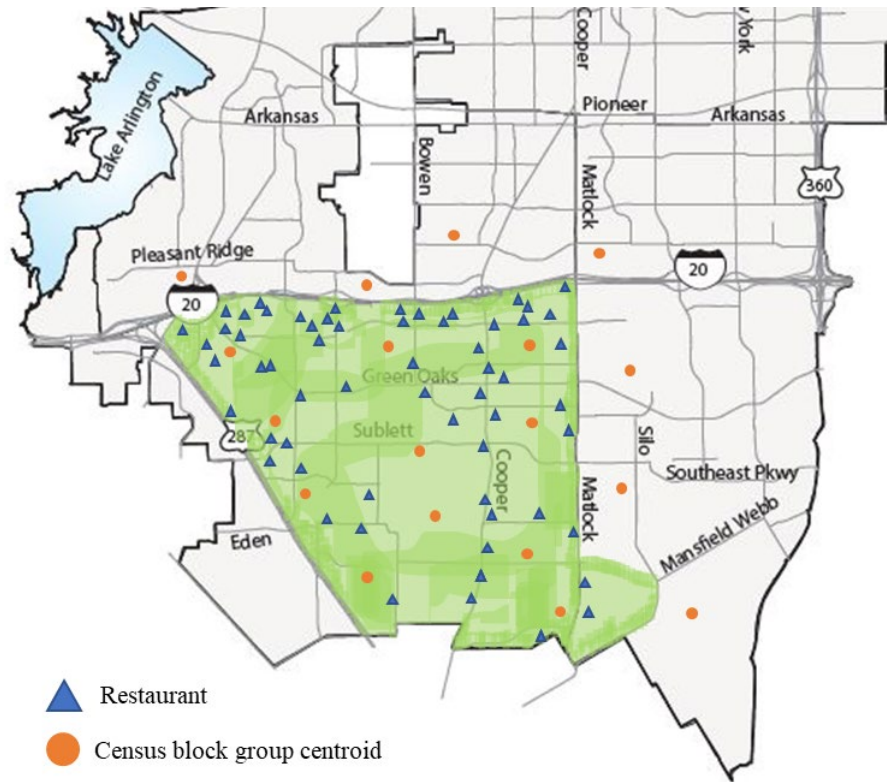 Cooper
York
Lake Arlington
Arkansas
Pioneer
Arkansas
Bowen
Matlock
360
Pleasant Ridge
20
20
Green Oaks
Sublett
287
Cooper
Silo
Southeast Pkwy
Matlock
Mansfield Webb
Eden
Restaurant
Census block group centroid